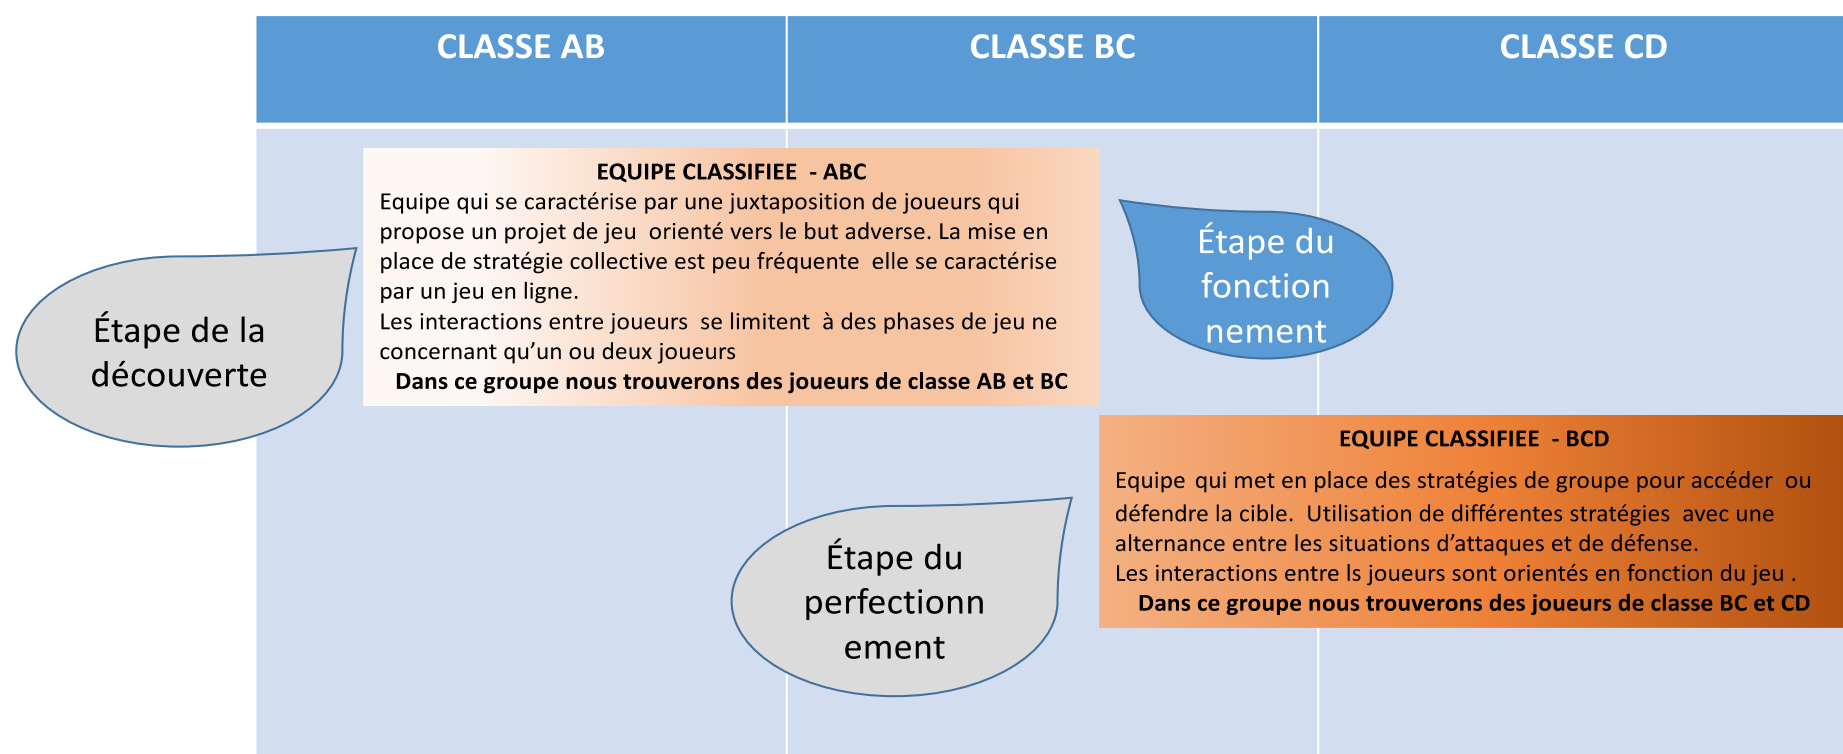 CLASSE AB
CLASSE BC
CLASSE CD
EQUIPE CLASSIFIEE - ABC
Equipe qui se caractérise par une juxtaposition de joueurs qui
propose un projet de jeu orienté vers le but adverse. La mise en
place de stratégie collective est peu fréquente elle se caractérise
par un jeu en ligne.
Les interactions entre joueurs se limitent à des phases de jeu ne
concernant qu’un ou deux joueurs
Dans ce groupe nous trouverons des joueurs de classe AB et BC
Étape de la
découverte
Étape du
fonction
nement
EQUIPE CLASSIFIEE - BCD
Equipe qui met en place des stratégies de groupe pour accéder ou
défendre la cible. Utilisation de différentes stratégies avec une
alternance entre les situations d’attaques et de défense.
Les interactions entre ls joueurs sont orientés en fonction du jeu .
Dans ce groupe nous trouverons des joueurs de classe BC et CD
Étape du
perfectionn
ement